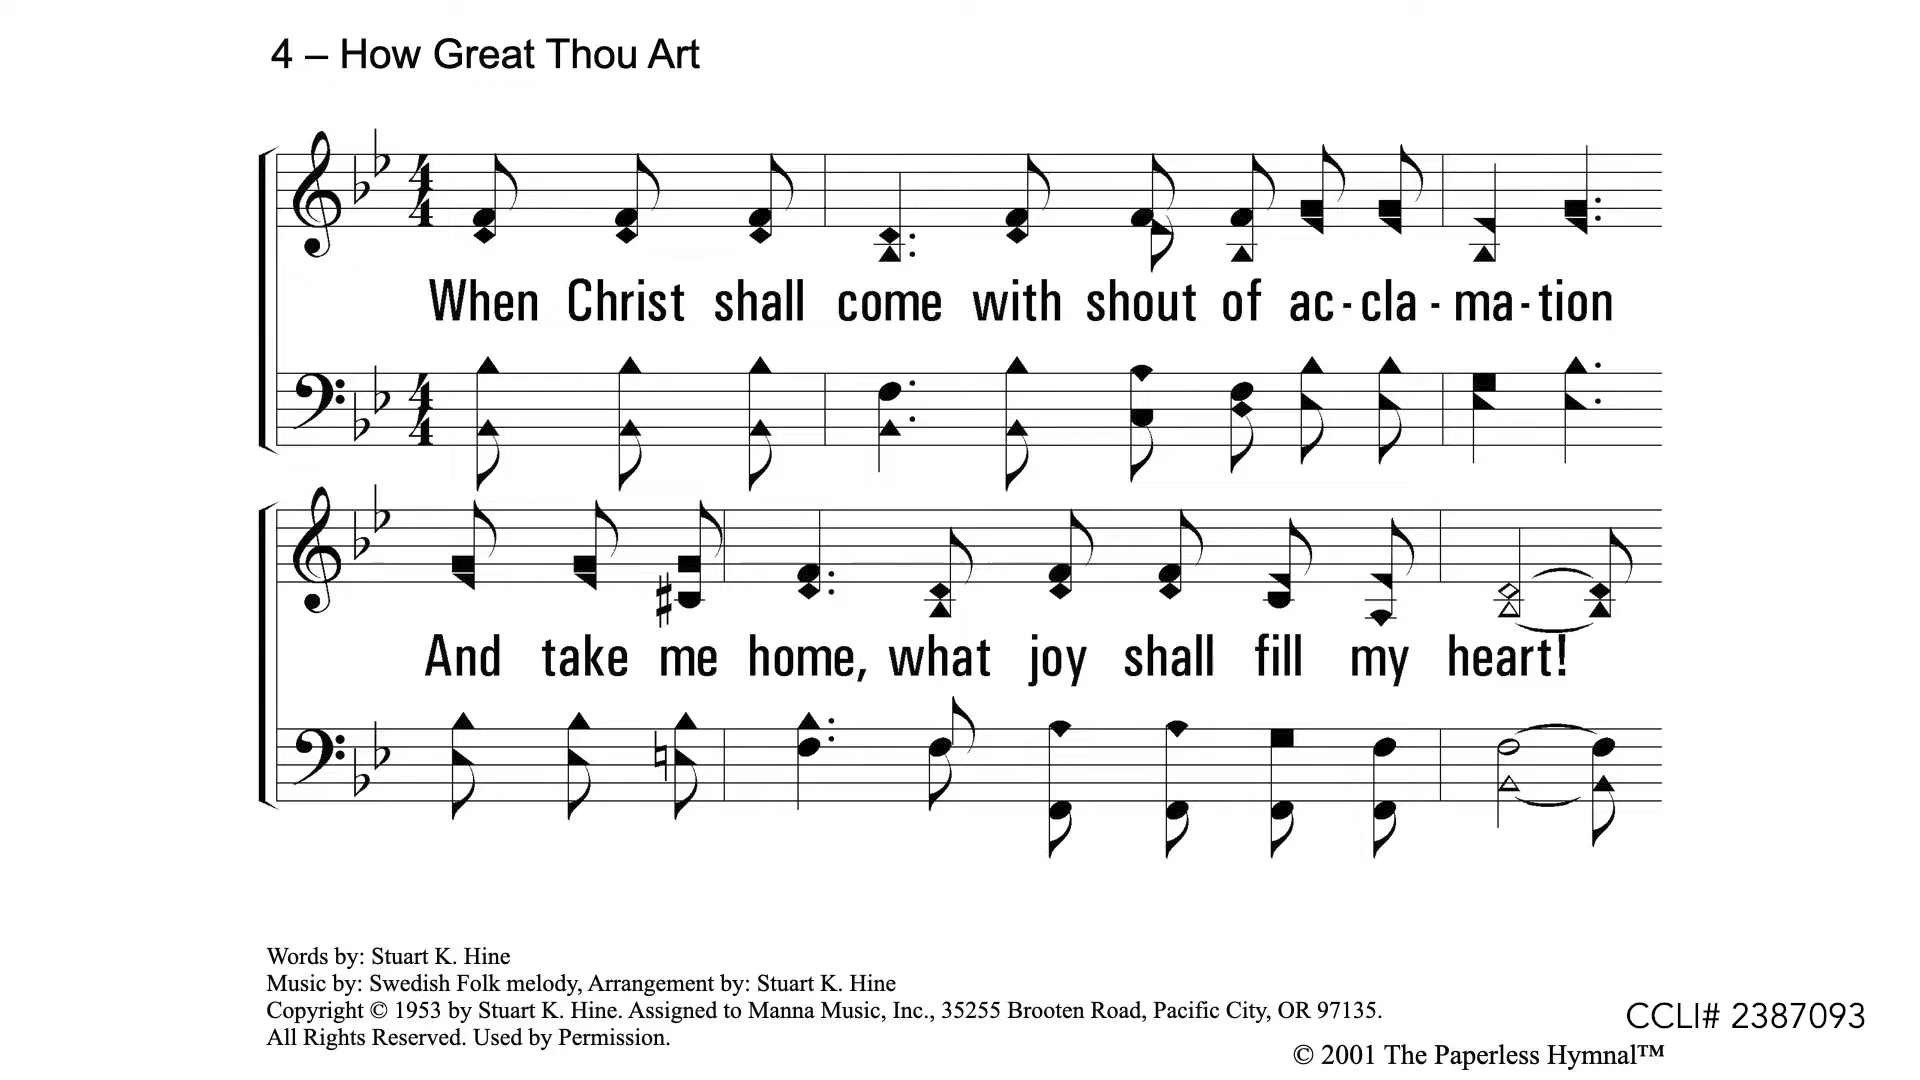 4 – How Great Thou Art
When Christ shall come with shout of ac-cla-ma-tion
And take me home, what joy shall fill my heart!
Words by: Stuart K. Hine
Music by: Swedish Folk melody, Arrangement by: Stuart K. Hine
Copyright © 1953 by Stuart K. Hine. Assigned to Manna Music, Inc., 35255 Brooten Road, Pacific City, OR 97135.
All Rights Reserved. Used by Permission.
CCLI# 2387093
© 2001 The Paperless Hymnal™